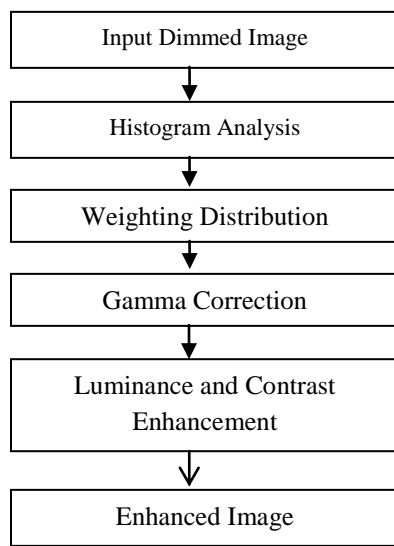 Input Dimmed Image
Histogram Analysis
Weighting Distribution
Gamma Correction
Luminance and Contrast
Enhancement
Enhanced Image